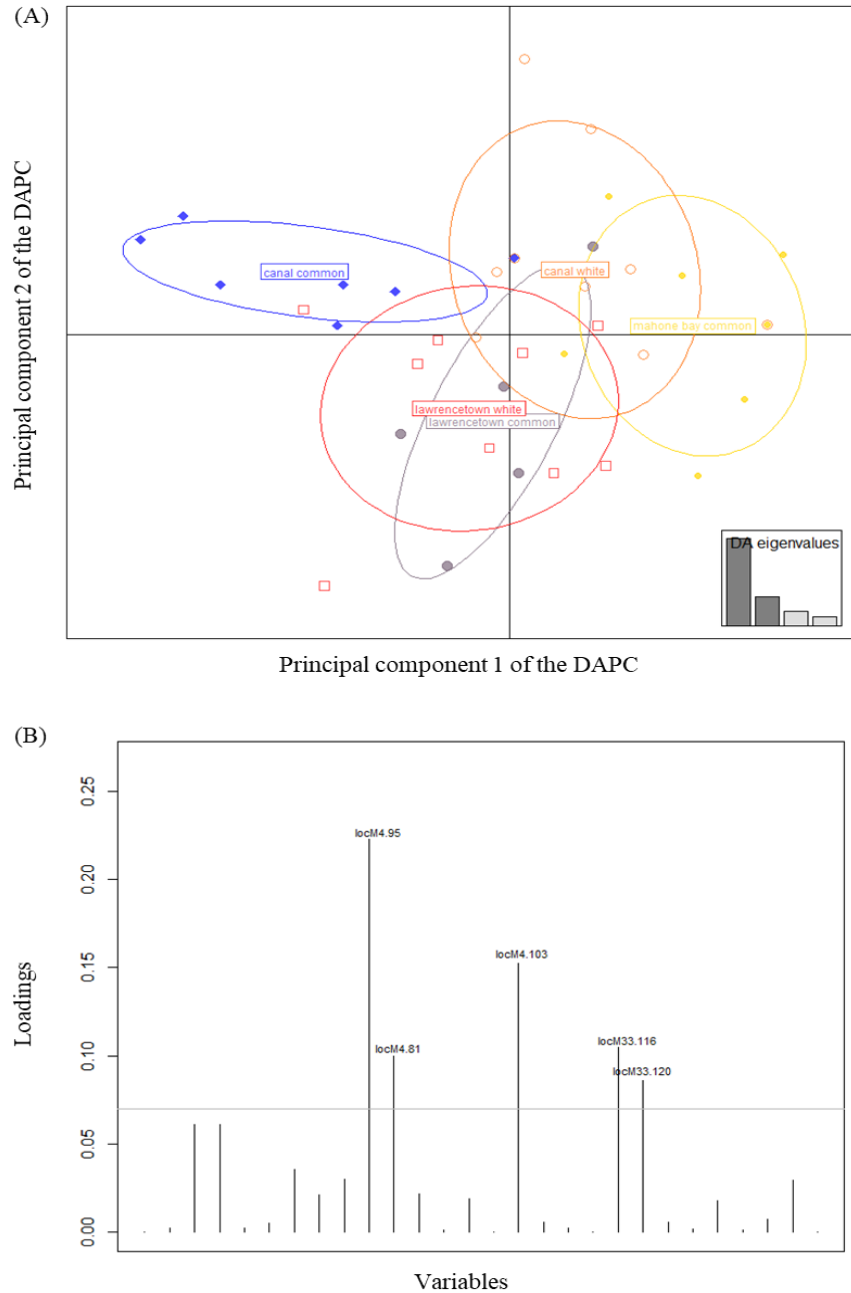 (A)
Principal component 2 of the DAPC
canal common
canal white
mahone bay common
lawrencetown white
lawrencetown common
DA eigenvalues
Principal component 1 of the DAPC
(B)
Loadings
0.25
0.20
0.15
0.10
0.05
0.00
locM4.95
locM4.103
locM33.116
locM4.81
locM33.120
Variables